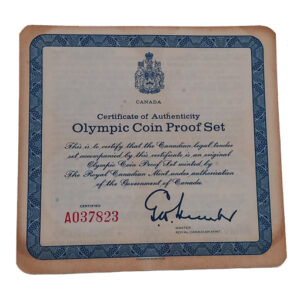 CANADA
Certificate of Authenticity
Olympic Coin Proof Set
This is to certify that the Canadian legal tender
set accompanied by this certificate is an original
Olympic Coin Proof Set minted by
The Royal Canadian Mint under authorization
of the Government of Canada.
CERTIFIED
A037823
MASTER
ROYAL CANADIAN MINT